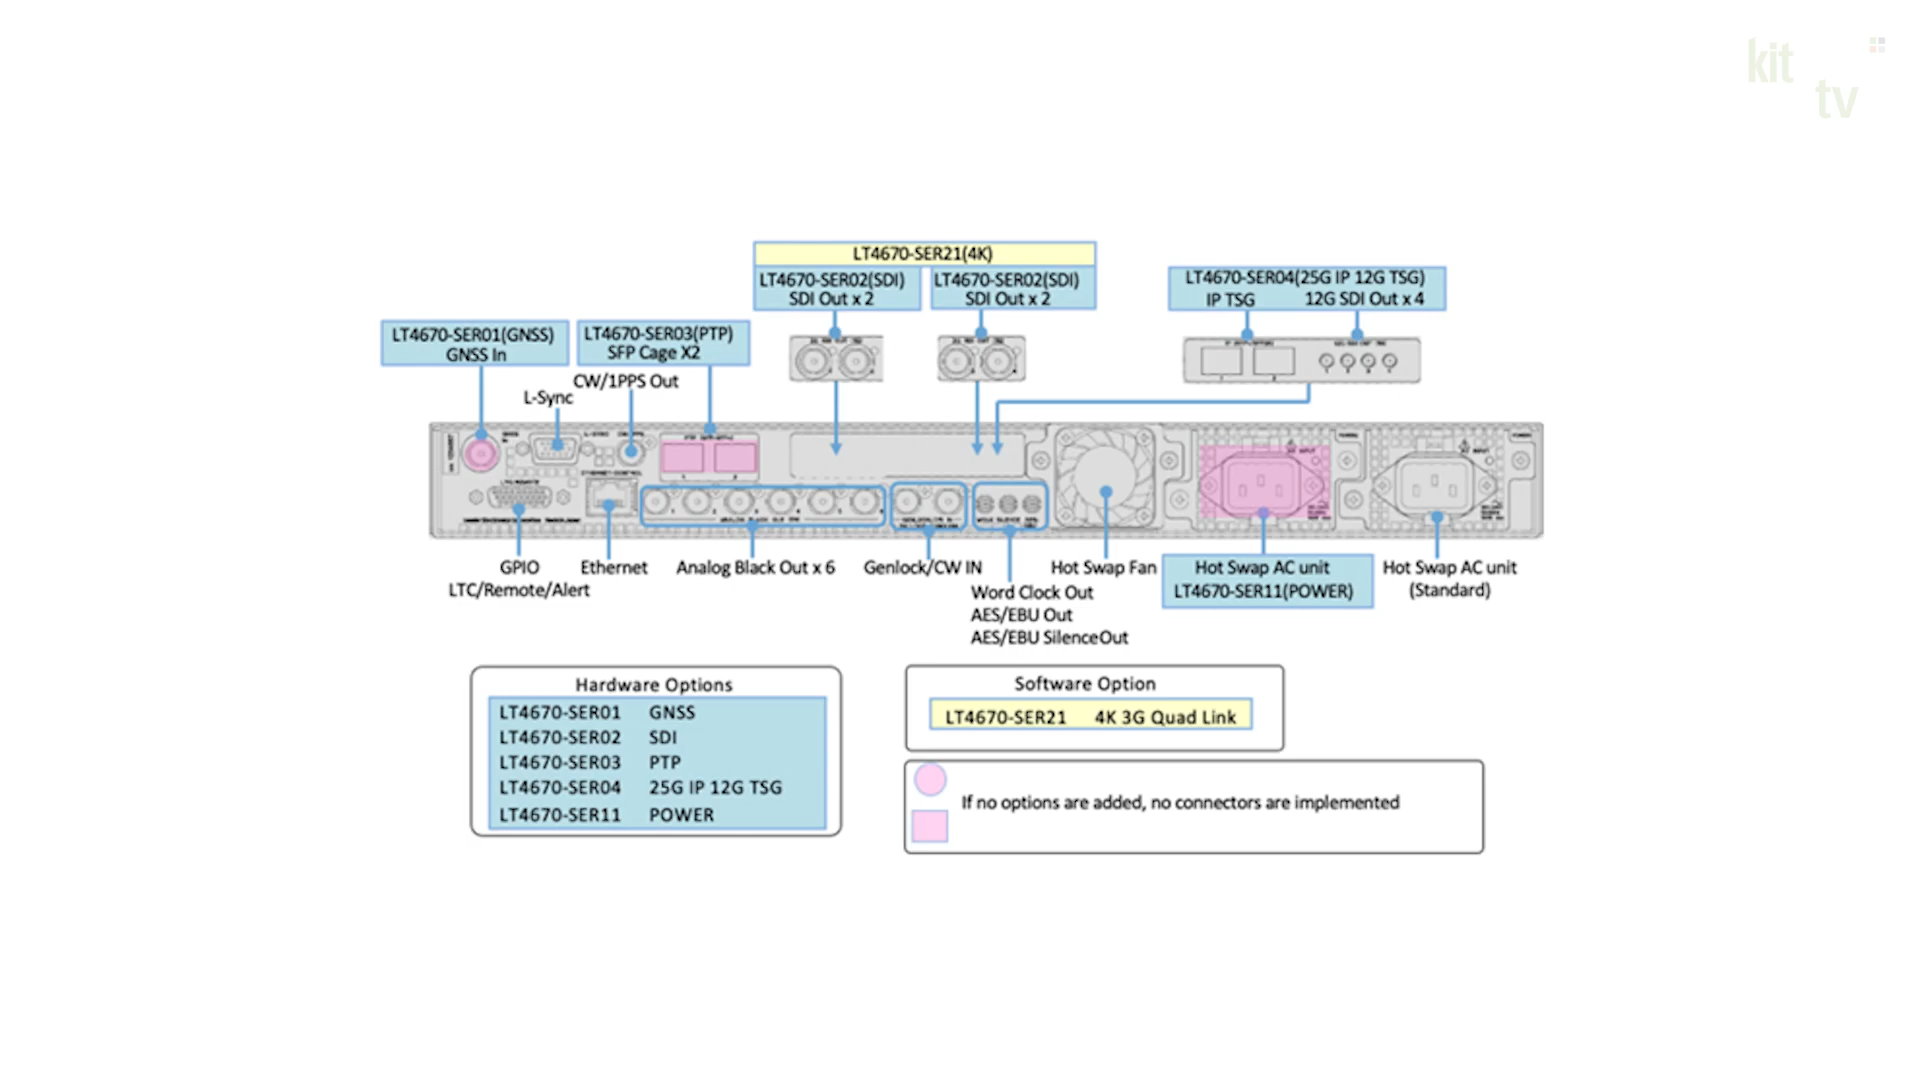 kit
tv
LT4670-SER21(4K)
LT4670-SER02(SDI)
SDI Out x 2
LT4670-SER02(SDI)
SDI Out x 2
LT4670-SER04(25G IP 12G TSG)
IP TSG 12G SDI Out x 4
LT4670-SER01(GNSS)
GNSS In
LT4670-SER03(PTP)
SFP Cage X2
CW/1PPS Out
L-Sync
GPIO
LTC/Remote/Alert
Ethernet
Analog Black Out x 6
Genlock/CW IN
Word Clock Out
AES/EBU Out
AES/EBU SilenceOut
Hot Swap Fan
Hot Swap AC unit
LT4670-SER11(POWER)
Hot Swap AC unit
(Standard)
Hardware Options
LT4670-SER01 GNSS
LT4670-SER02 SDI
LT4670-SER03 PTP
LT4670-SER04 25G IP 12G TSG
LT4670-SER11 POWER
Software Option
LT4670-SER21 4K 3G Quad Link
If no options are added, no connectors are implemented